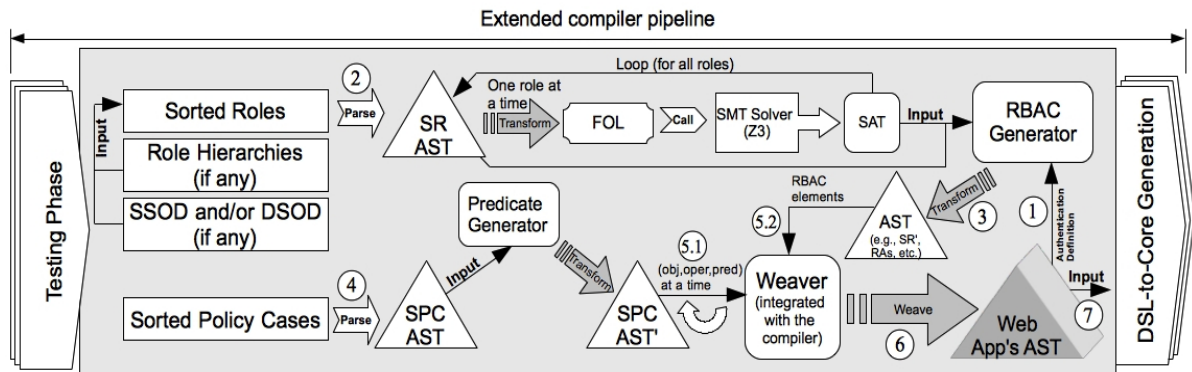 Extended compiler pipeline
Testing Phase
Input
Sorted Roles
Role Hierarchies
(if any)
SSOD and/or DSOD
(if any)
Sorted Policy Cases
2
Parse
SR
AST
Loop (for all roles)
One role at
a time
Transform
FOL
Call
SMT Solver
(Z3)
SAT
Input
RBAC
Generator
1
Authentication
Definition
Transform
3
AST
(e.g., SR',
RAs, etc.)
RBAC
elements
5.2
4
Parse
SPC
AST
Input
Predicate
Generator
Transform
SPC
AST'
5.1
(obj,oper,pred)
at a time
Weaver
(integrated
with the
compiler)
Weave
6
Web
App's AST
Input
7
DSL-to-Core Generation